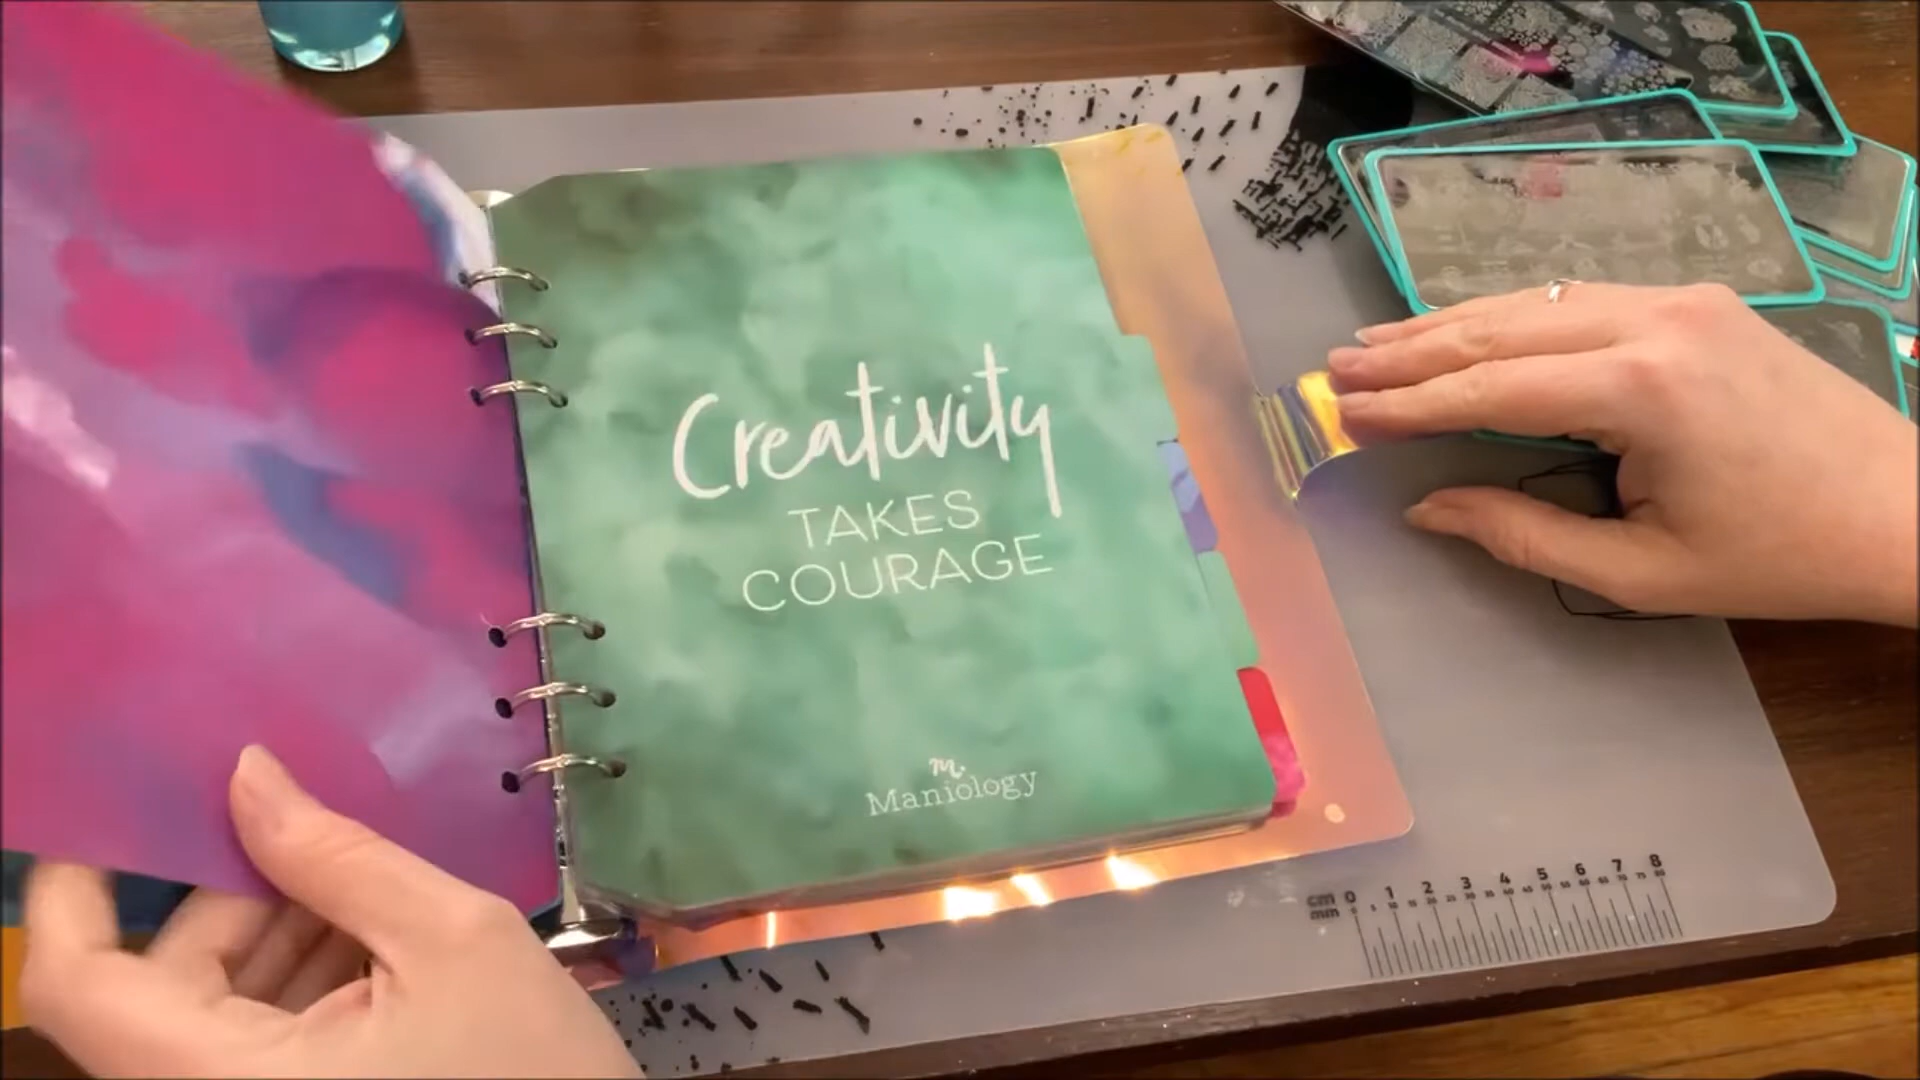 Creativity
TAKES
COURAGE
m.
Maniology
cm 0 1 2 3 4 5 6 7 8
mm